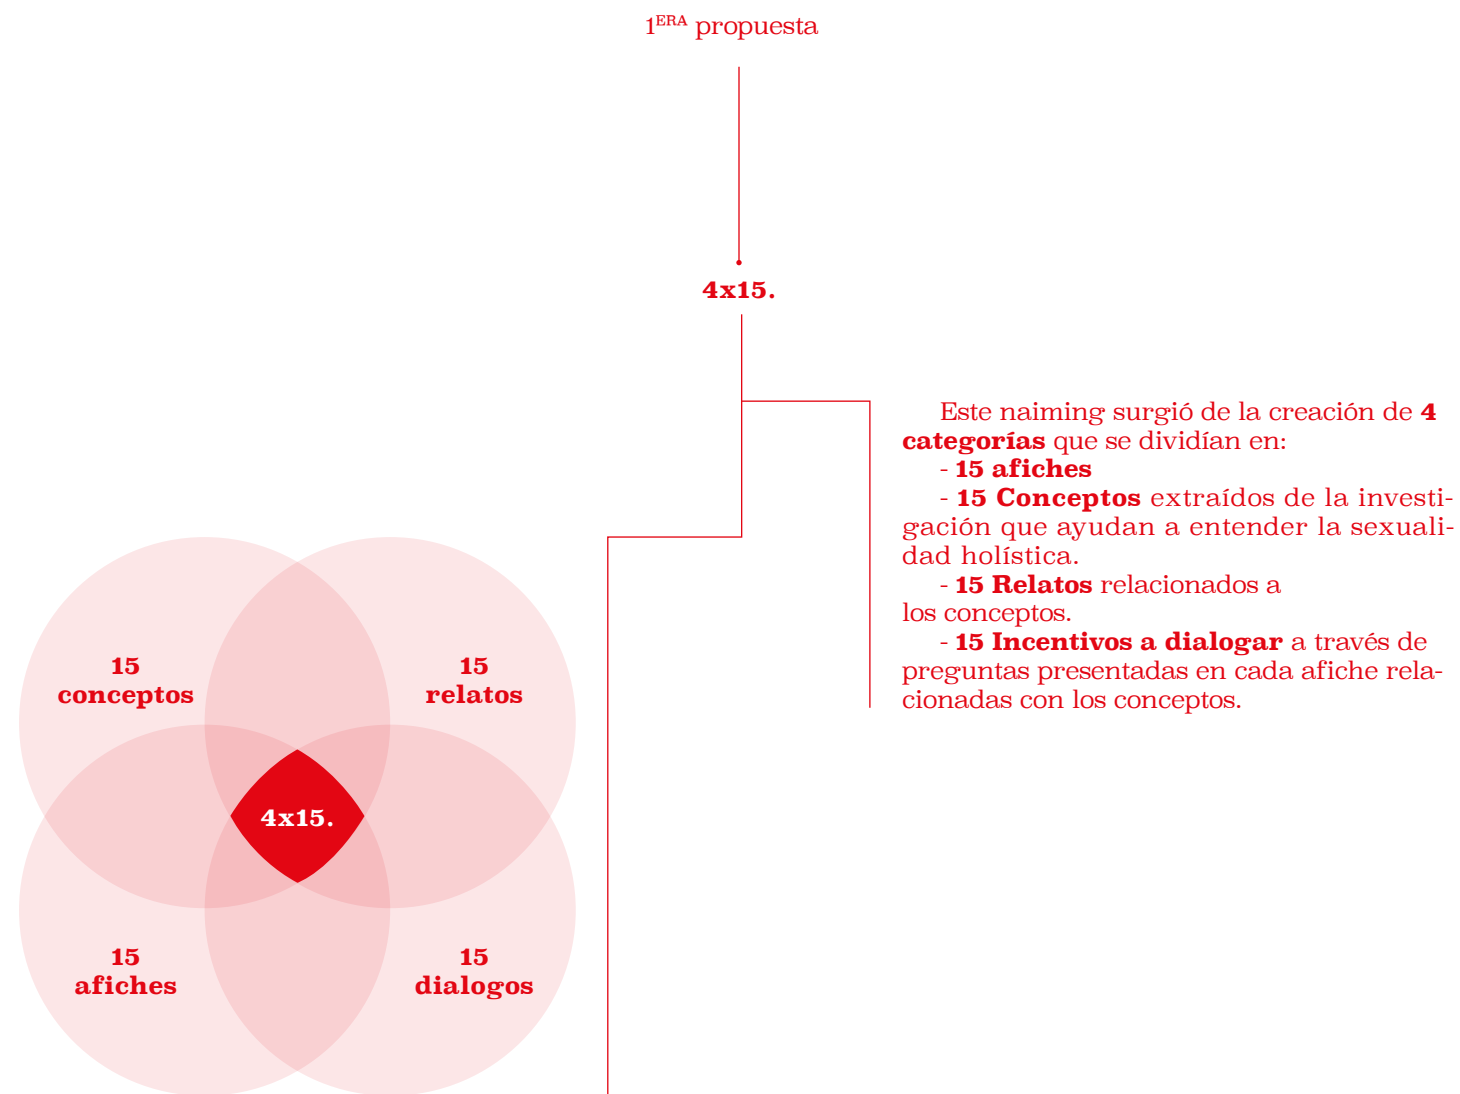 1ERA propuesta
4x15.
Este naiming surgió de la creación de 4
categorías que se dividían en:
- 15 afiches
- 15 Conceptos extraídos de la investi-
gación que ayudan a entender la sexuali-
dad holística.
- 15 Relatos relacionados a
los conceptos.
- 15 Incentivos a dialogar a través de
preguntas presentadas en cada afiche rela-
cionadas con los conceptos.
15
conceptos
15
relatos
4x15.
15
afiches
15
dialogos